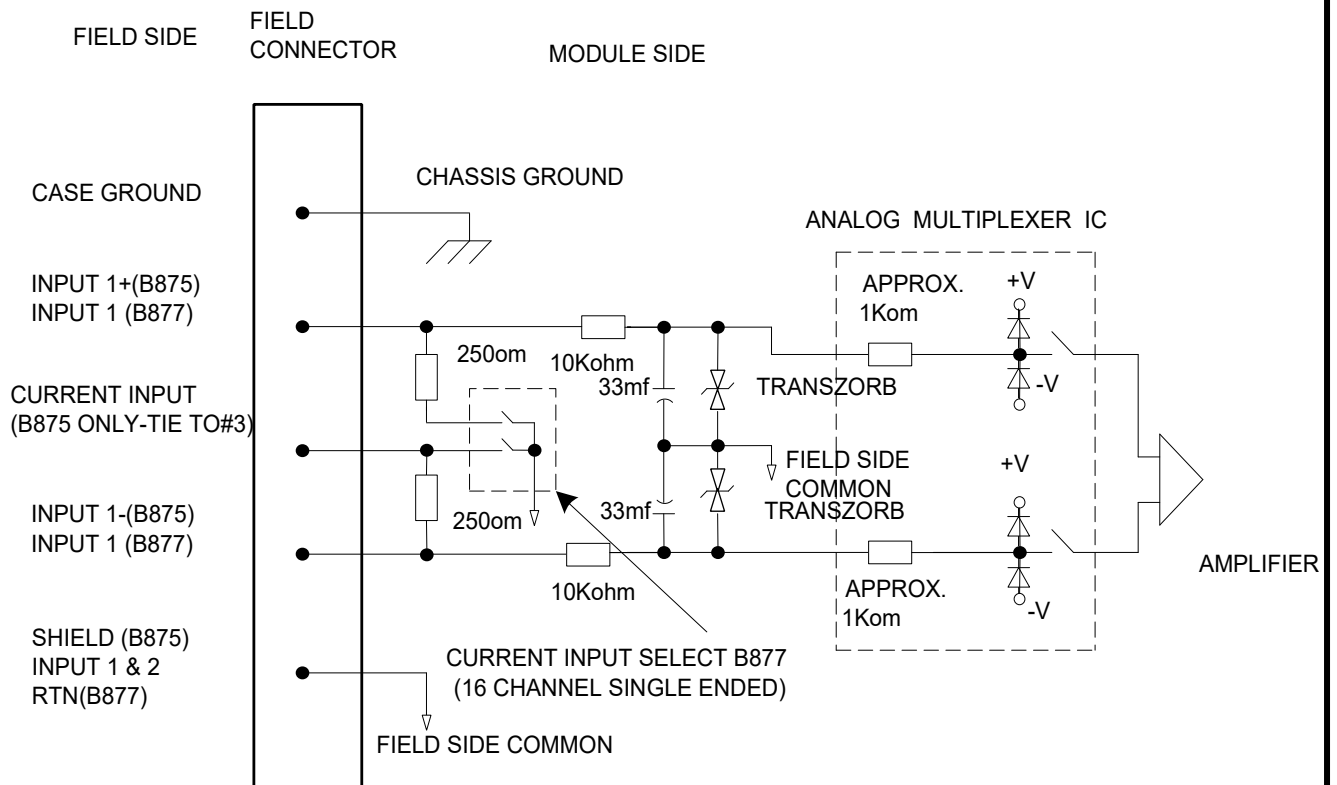 FIELD SIDE
FIELD
CONNECTOR
MODULE SIDE
CASE GROUND
CHASSIS GROUND
ANALOG MULTIPLEXER IC
INPUT 1+(B875)
INPUT 1 (B877)
APPROX.
1Kom
+V
250om
10Kohm
33mf
TRANSZORB
-V
CURRENT INPUT
(B875 ONLY-TIE TO#3)
FIELD SIDE
COMMON
+V
INPUT 1-(B875)
INPUT 1 (B877)
250om
33mf
TRANSZORB
10Kohm
APPROX.
1Kom
-V
AMPLIFIER
SHIELD (B875)
INPUT 1 & 2
RTN(B877)
CURRENT INPUT SELECT B877
(16 CHANNEL SINGLE ENDED)
FIELD SIDE COMMON